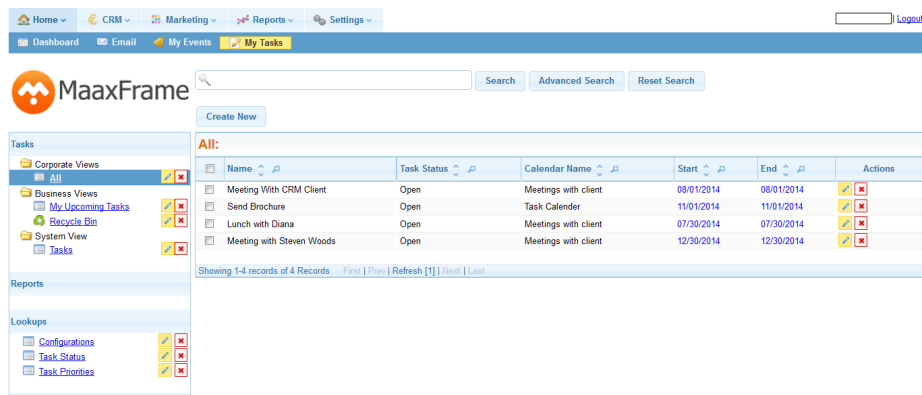 Home CRM Marketing Reports Settings | Logout
Dashboard Email My Events My Tasks
MaaxFrame
Search Advanced Search Reset Search
Create New
Tasks
Corporate Views
All
Business Views
My Upcoming Tasks
Recycle Bin
System View
Tasks
Reports
Lookups
Configurations
Task Status
Task Priorities
All:
Name Task Status Calendar Name Start End Actions
Meeting With CRM Client Open Meetings with client 08/01/2014 08/01/2014
Send Brochure Open Task Calender 11/01/2014 11/01/2014
Lunch with Diana Open Meetings with client 07/30/2014 07/30/2014
Meeting with Steven Woods Open Meetings with client 12/30/2014 12/30/2014
Showing 1-4 records of 4 Records First | Prev | Refresh [1] | Next | Last